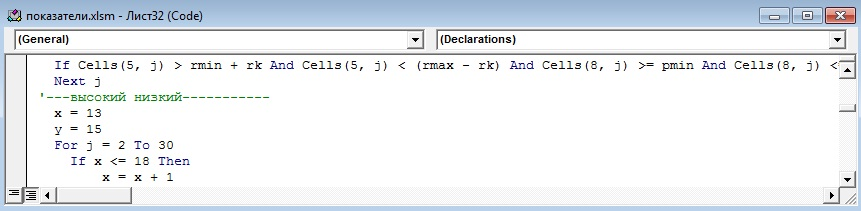 показатели.xlsm - Лист32 (Code)
(General) (Declarations)
If Cells(5, j) > rmin + rk And Cells(5, j) < (rmax - rk) And Cells(8, j) >= pmin And Cells(8, j) <
Next j
'---высокий низкий-----------
x = 13
y = 15
For j = 2 To 30
If x <= 18 Then
x = x + 1